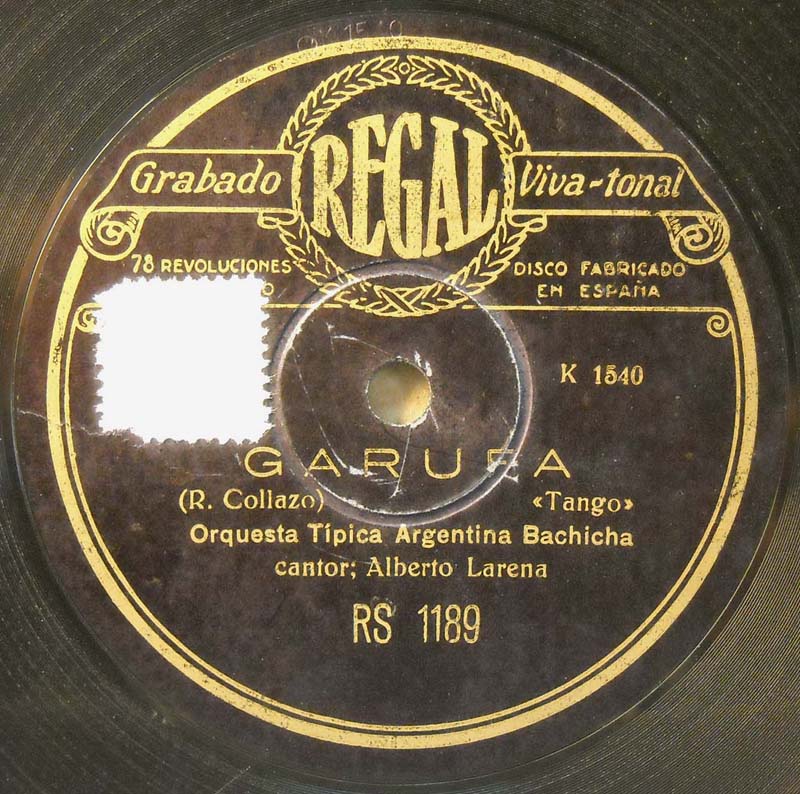 REGAL
Grabado Viva-tonal
78 REVOLUCIONES
DISCO FABRICADO
EN ESPAÑA
K 1540
GARUFA
(R. Collazo) «Tango»
Orquesta Típica Argentina Bachicha
cantor; Alberto Larena
RS 1189